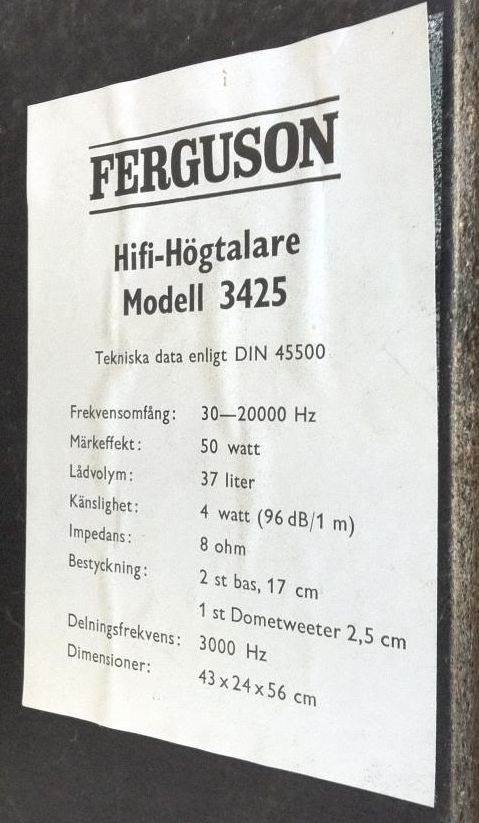 FERGUSON
Hifi-Högtalare
Modell 3425
Tekniska data enligt DIN 45500
Frekvensomfång: 30—20000 Hz
Märkeffekt: 50 watt
Lådvolym: 37 liter
Känslighet: 4 watt (96 dB/1 m)
Impedans: 8 ohm
Bestyckning: 2 st bas, 17 cm
1 st Dometweeter 2,5 cm
Delningsfrekvens: 3000 Hz
Dimensioner: 43 x 24 x 56 cm